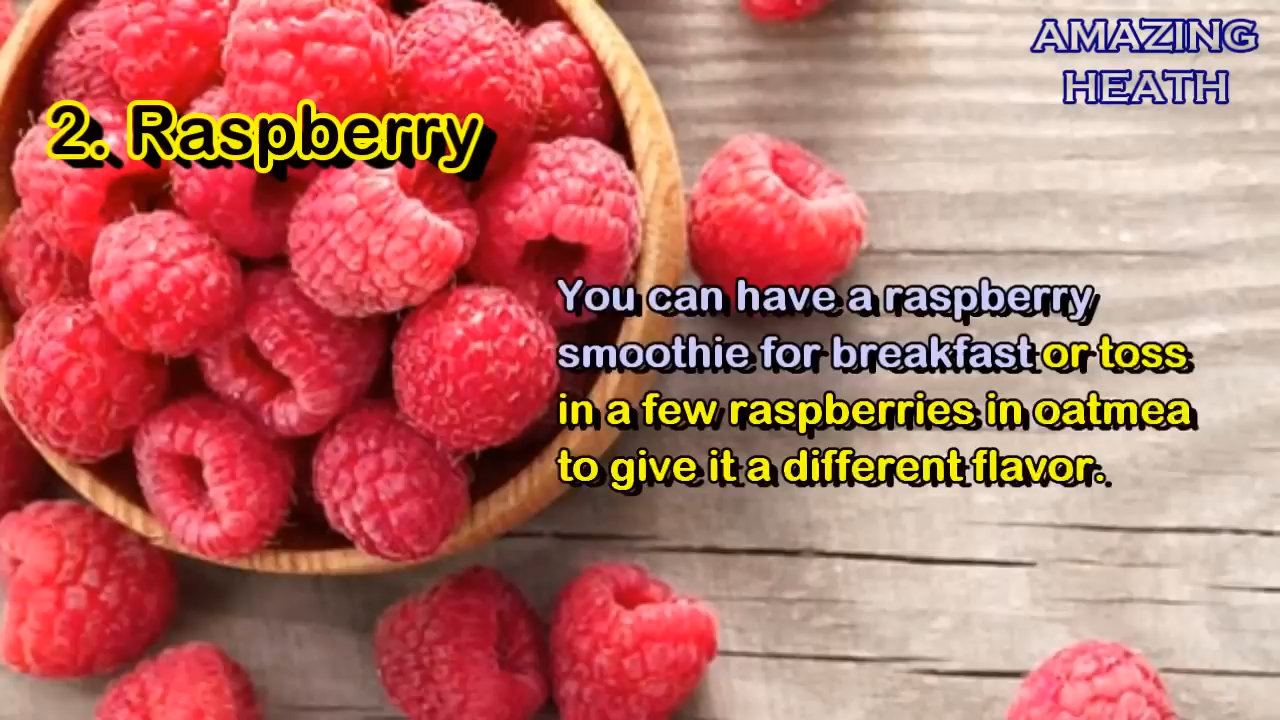 AMAZING
HEATH
2. Raspberry
You can have a raspberry
smoothie for breakfast or toss
in a few raspberries in oatmea
to give it a different flavor.